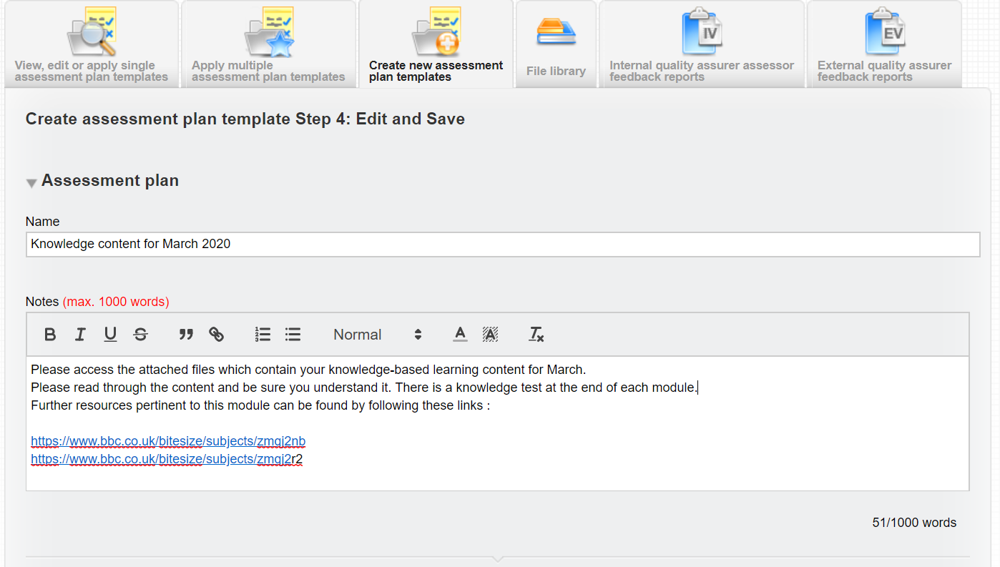 View, edit or apply single
assessment plan templates
Apply multiple
assessment plan templates
Create new assessment
plan templates
File library
IV
Internal quality assurer assessor
feedback reports
EV
External quality assurer
feedback reports
Create assessment plan template Step 4: Edit and Save
Assessment plan
Name
Knowledge content for March 2020
Notes (max. 1000 words)
B I U S Normal A A Tx
Please access the attached files which contain your knowledge-based learning content for March.
Please read through the content and be sure you understand it. There is a knowledge test at the end of each module.
Further resources pertinent to this module can be found by following these links :
https://www.bbc.co.uk/bitesize/subjects/zmqj2nb
https://www.bbc.co.uk/bitesize/subjects/zmqj2r2
51/1000 words